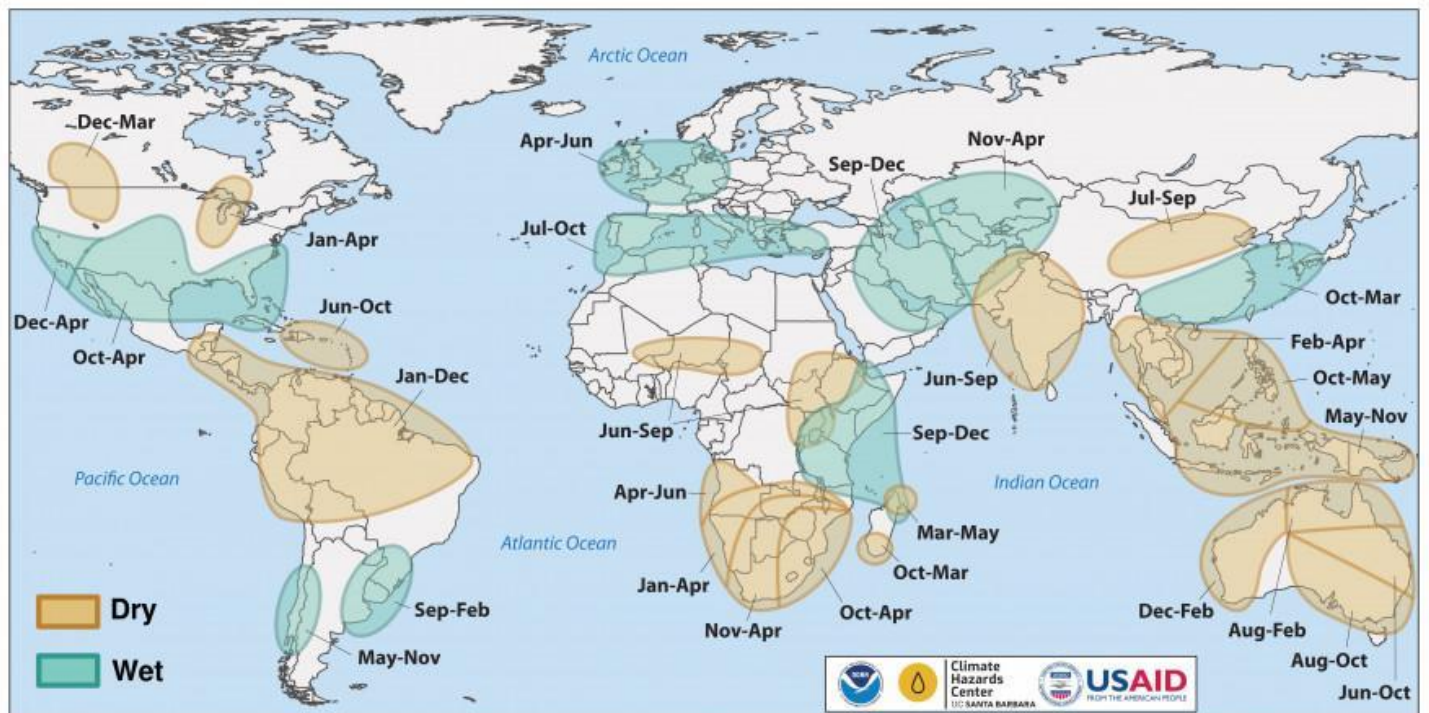 Arctic Ocean
Dec-Mar
Apr-Jun
Nov-Apr
Sep-Dec
Jul-Sep
Jul-Oct
Jan-Apr
Oct-Mar
Jun-Oct
Dec-Apr
Feb-Apr
Oct-Apr
Jan-Dec
Jun-Sep
Oct-May
May-Nov
Jun-Sep
Sep-Dec
Pacific Ocean
Indian Ocean
Apr-Jun
Mar-May
Atlantic Ocean
Oct-Mar
Jan-Apr
Dry
Sep-Feb
Oct-Apr
Dec-Feb
Nov-Apr
Aug-Feb
May-Nov
Aug-Oct
Wet
Jun-Oct
NOAA
Climate
Hazards
Center
UC SANTA BARBARA
USAID
FROM THE AMERICAN PEOPLE